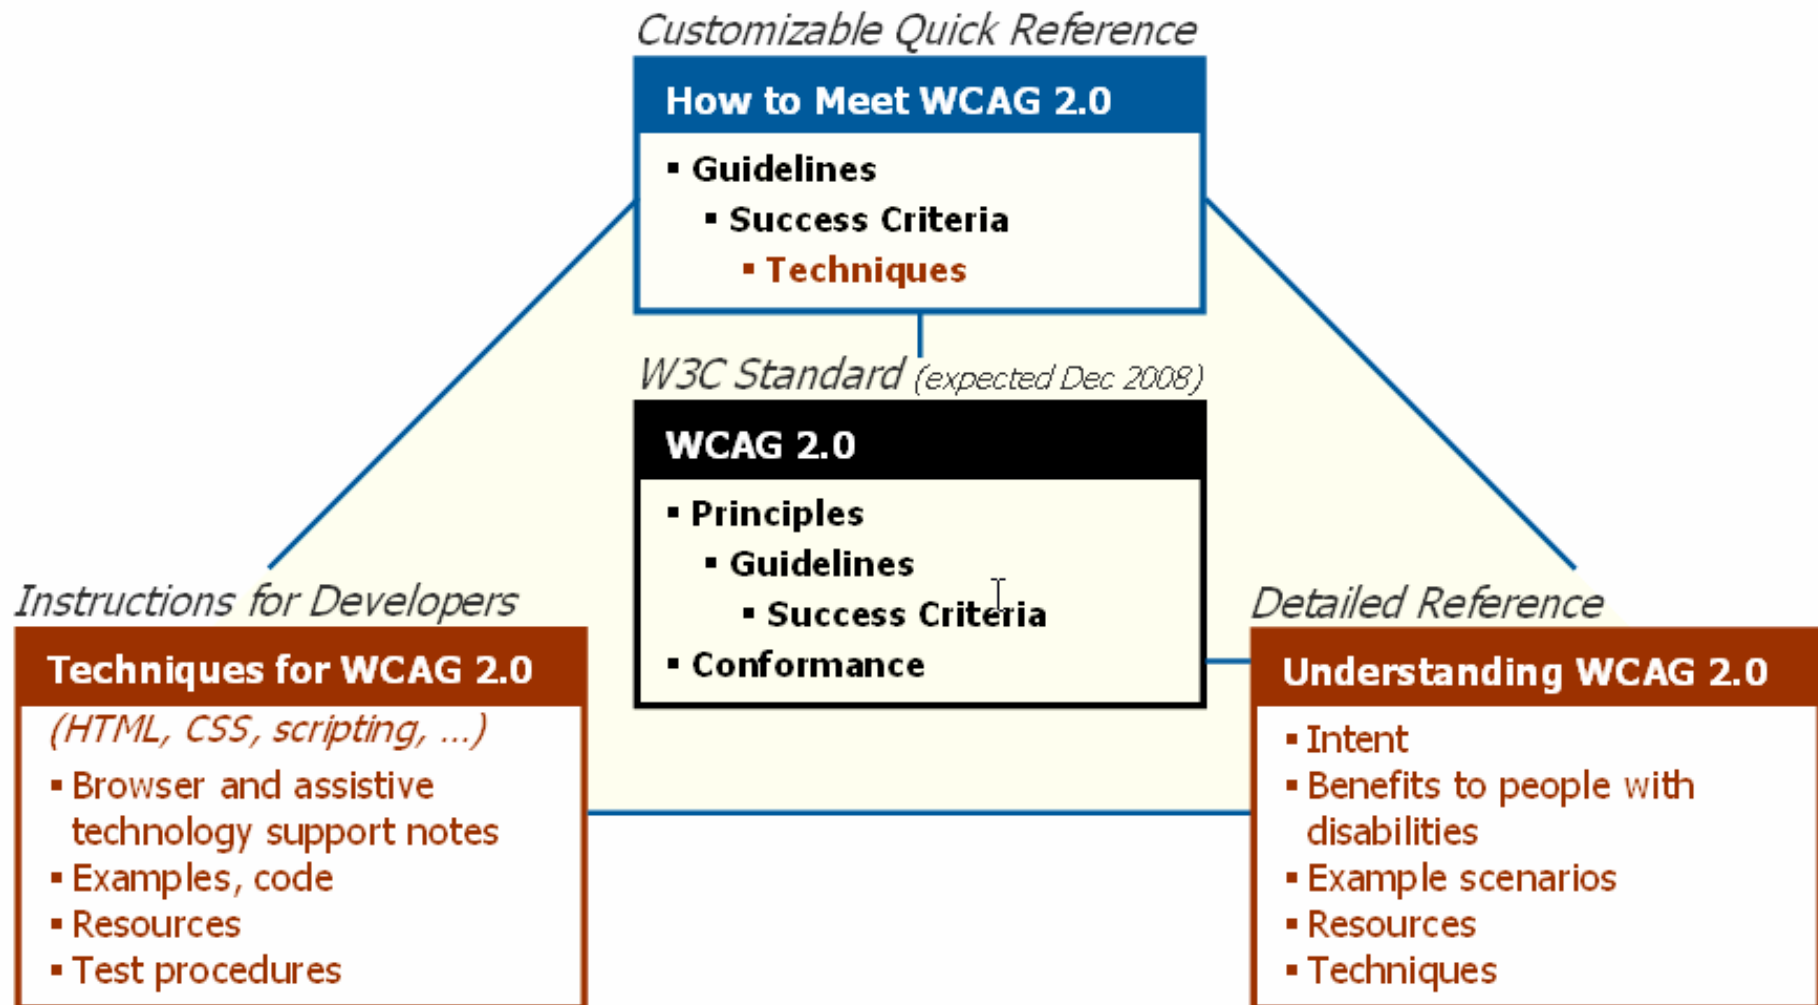 Customizable Quick Reference
How to Meet WCAG 2.0
▪ Guidelines
▪ Success Criteria
▪ Techniques
W3C Standard (expected Dec 2008)
WCAG 2.0
▪ Principles
▪ Guidelines
▪ Success Criteria
▪ Conformance
Instructions for Developers
Techniques for WCAG 2.0
(HTML, CSS, scripting, ...)
▪ Browser and assistive
technology support notes
▪ Examples, code
▪ Resources
▪ Test procedures
Detailed Reference
Understanding WCAG 2.0
▪ Intent
▪ Benefits to people with
disabilities
▪ Example scenarios
▪ Resources
▪ Techniques